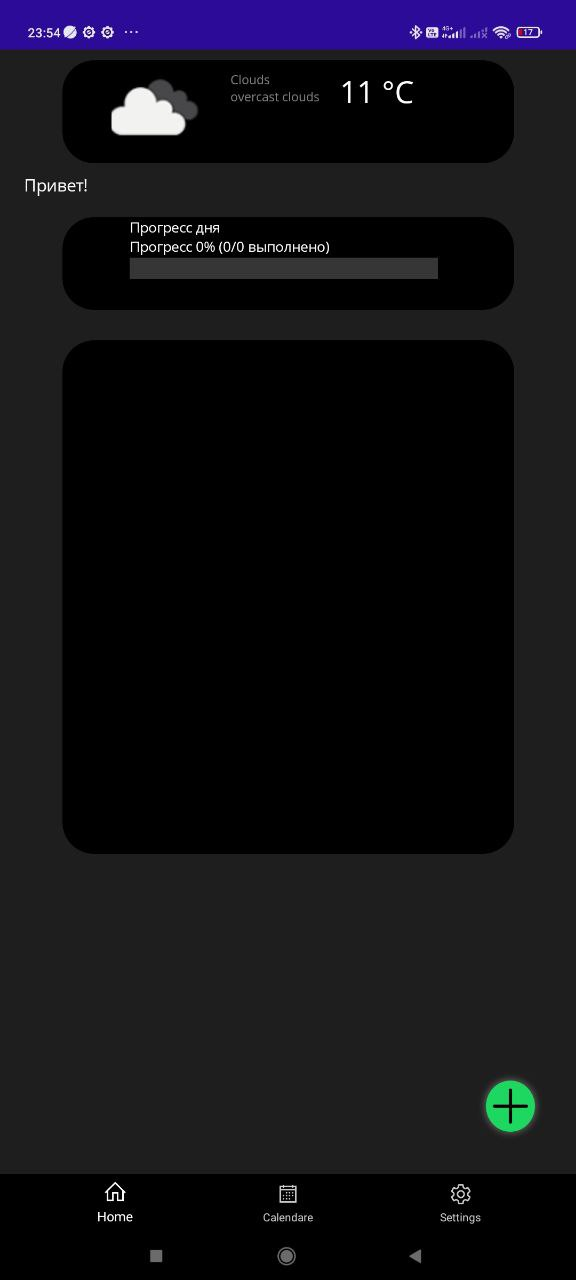 23:54
17
Clouds
overcast clouds
11 °C
Привет!
Прогресс дня
Прогресс 0% (0/0 выполнено)
Home
Calendare
Settings